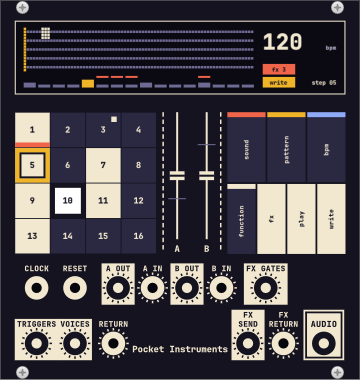 120 bpm
fx 3
write step 05
1 2 3 4
5 6 7 8
9 10 11 12
13 14 15 16
sound pattern bpm
function fx play write
A B
CLOCK RESET A OUT A IN B OUT B IN FX GATES
TRIGGERS VOICES RETURN FX SEND FX RETURN AUDIO
Pocket Instruments